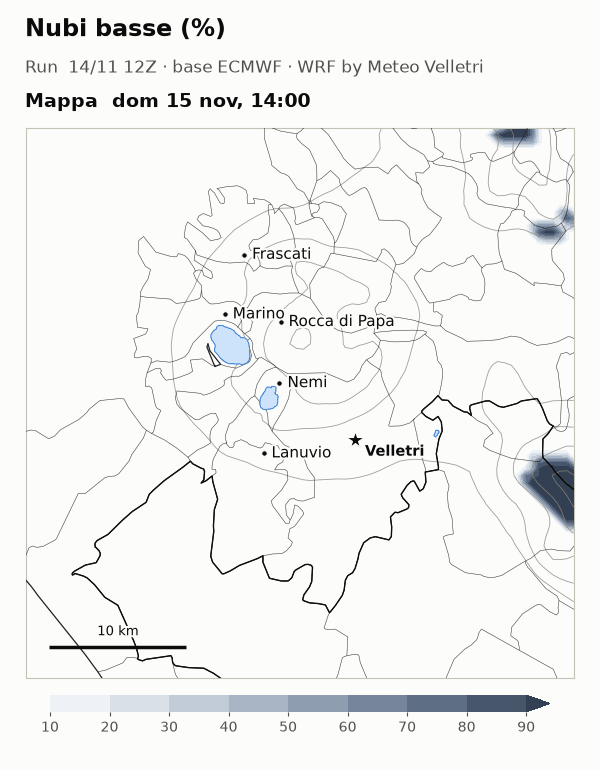 Nubi basse (%)
Run  14/11 12Z · base ECMWF · WRF by Meteo Velletri
Mappa  dom 15 nov, 14:00
Frascati
Marino
Rocca di Papa
Nemi
Velletri
Lanuvio
10 km
10 20 30 40 50 60 70 80 90